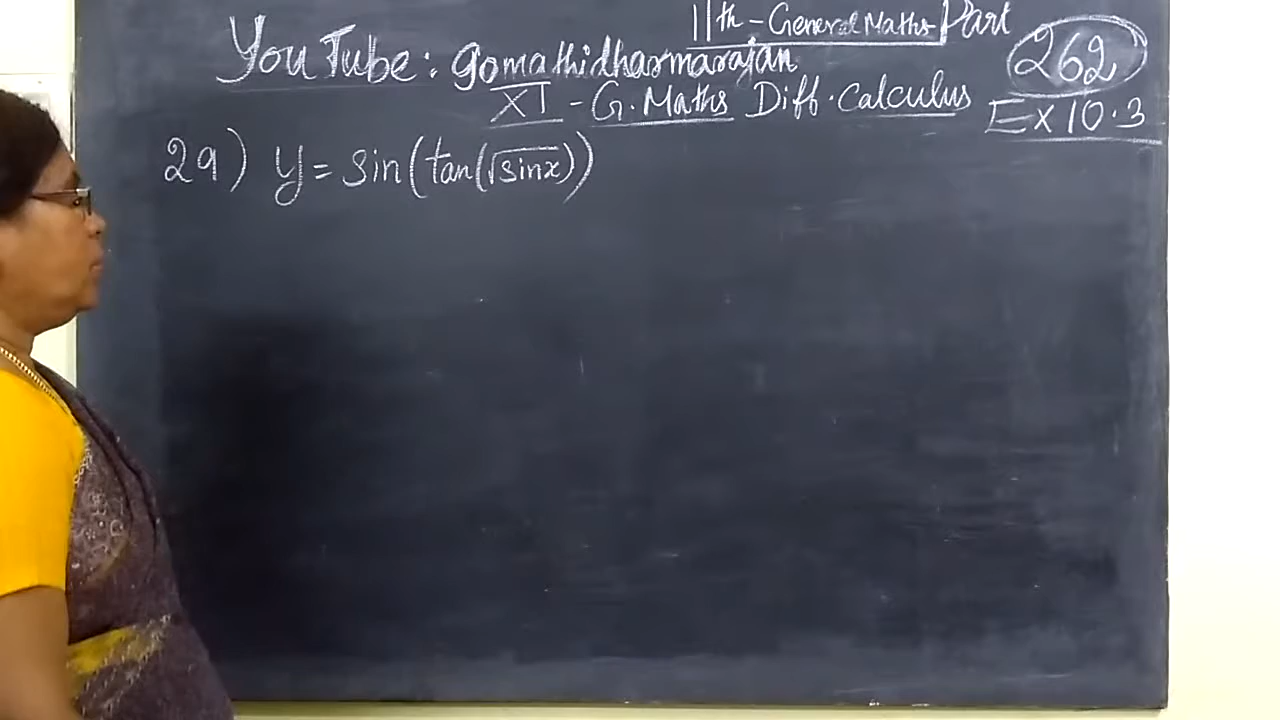 11th - General Maths Part
YouTube: gomathidharmarajan 262
XI - G. Maths Diff. Calculus Ex 10.3
29) y = sin(tan(√sinx))